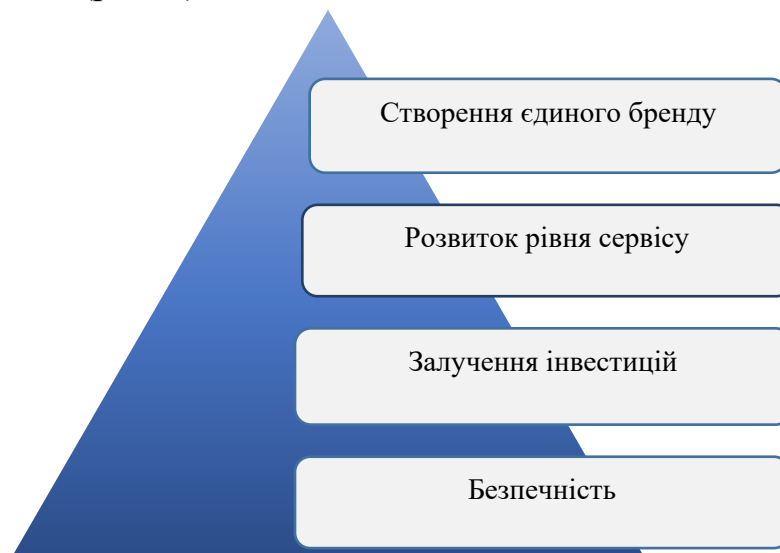 Створення єдиного бренду
Розвиток рівня сервісу
Залучення інвестицій
Безпечність